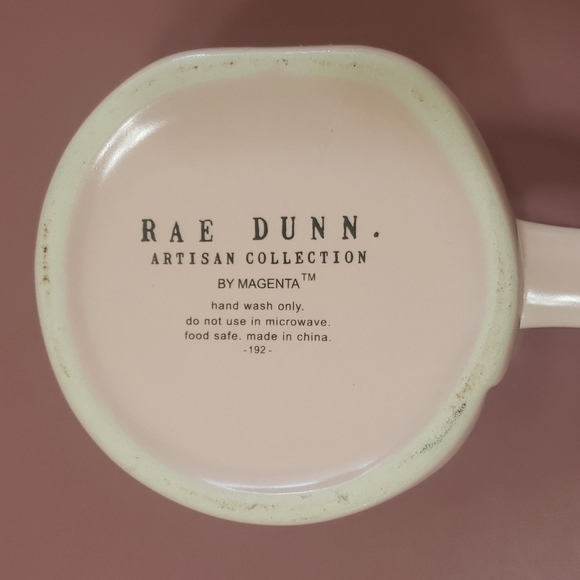 RAE DUNN.
ARTISAN COLLECTION
BY MAGENTA™
hand wash only.
do not use in microwave.
food safe. made in china.
-192-